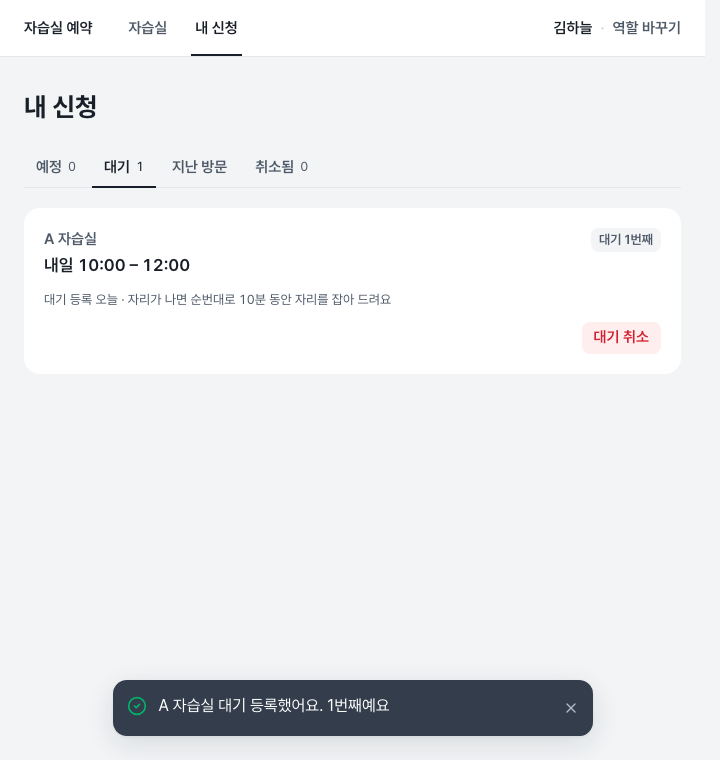 자습실 예약 자습실 내 신청 김하늘 · 역할 바꾸기
내 신청
예정 0 대기 1 지난 방문 취소됨 0
A 자습실 대기 1번째
내일 10:00 – 12:00
대기 등록 오늘 · 자리가 나면 순번대로 10분 동안 자리를 잡아 드려요
대기 취소
A 자습실 대기 등록했어요. 1번째예요